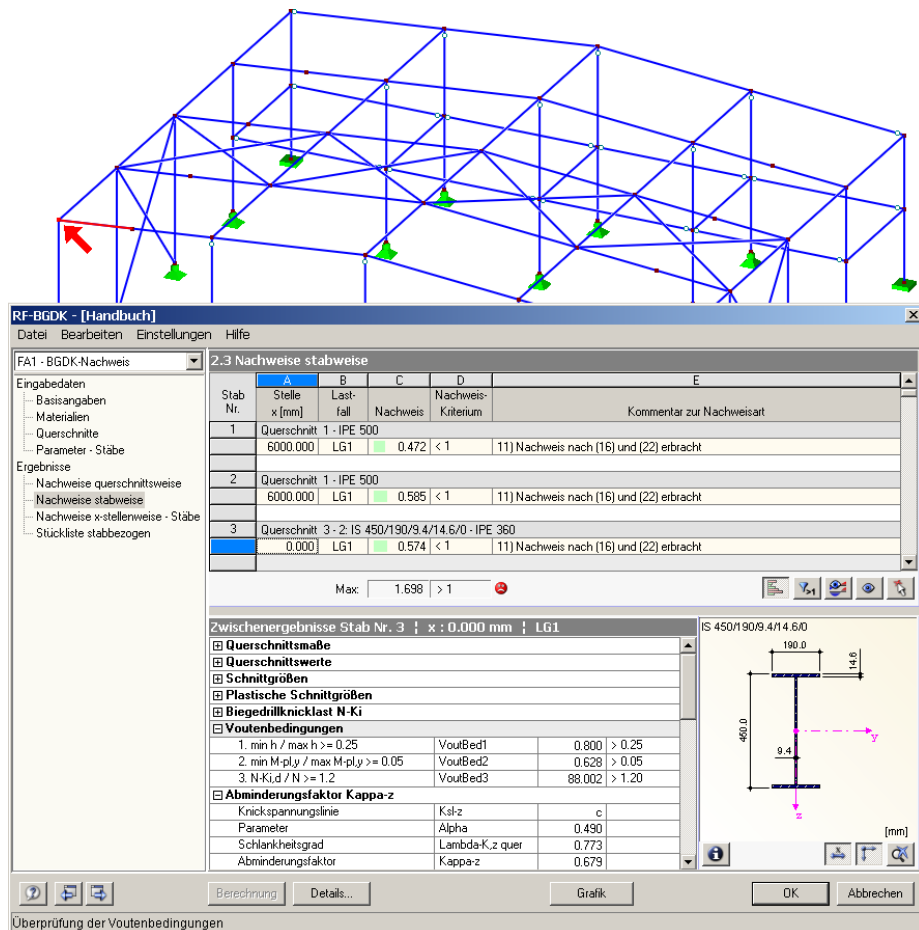 RF-BGDK - [Handbuch]
Datei Bearbeiten Einstellungen Hilfe
FA1 - BGDK-Nachweis
Eingabedaten
Basisangaben
Materialien
Querschnitte
Parameter - Stäbe
Ergebnisse
Nachweise querschnittsweise
Nachweise stabweise
Nachweise x-stellenweise - Stäbe
Stückliste stabbezogen
2.3 Nachweise stabweise
A B C D E
Stab Nr. Stelle x [mm] Last-fall Nachweis Nachweis-Kriterium Kommentar zur Nachweisart
1 Querschnitt 1 - IPE 500
6000.000 LG1 0.472 < 1 11) Nachweis nach (16) und (22) erbracht
2 Querschnitt 1 - IPE 500
6000.000 LG1 0.585 < 1 11) Nachweis nach (16) und (22) erbracht
3 Querschnitt 3 - 2: IS 450/190/9.4/14.6/0 - IPE 360
0.000 LG1 0.574 < 1 11) Nachweis nach (16) und (22) erbracht
Max: 1.698 > 1
>1
Zwischenergebnisse Stab Nr. 3 ¦ x : 0.000 mm ¦ LG1
Querschnittsmaße
Querschnittswerte
Schnittgrößen
Plastische Schnittgrößen
Biegedrillknicklast N-Ki
Voutenbedingungen
1. min h / max h >= 0.25 VoutBed1 0.800 > 0.25
2. min M-pl,y / max M-pl,y >= 0.05 VoutBed2 0.628 > 0.05
3. N-Ki,d / N >= 1.2 VoutBed3 88.002 > 1.20
Abminderungsfaktor Kappa-z
Knickspannungslinie Ksl-z c
Parameter Alpha 0.490
Schlankheitsgrad Lambda-K,z quer 0.773
Abminderungsfaktor Kappa-z 0.679
IS 450/190/9.4/14.6/0
190.0
14.6
450.0
9.4
y
z
[mm]
Berechnung Details... Grafik OK Abbrechen
Überprüfung der Voutenbedingungen